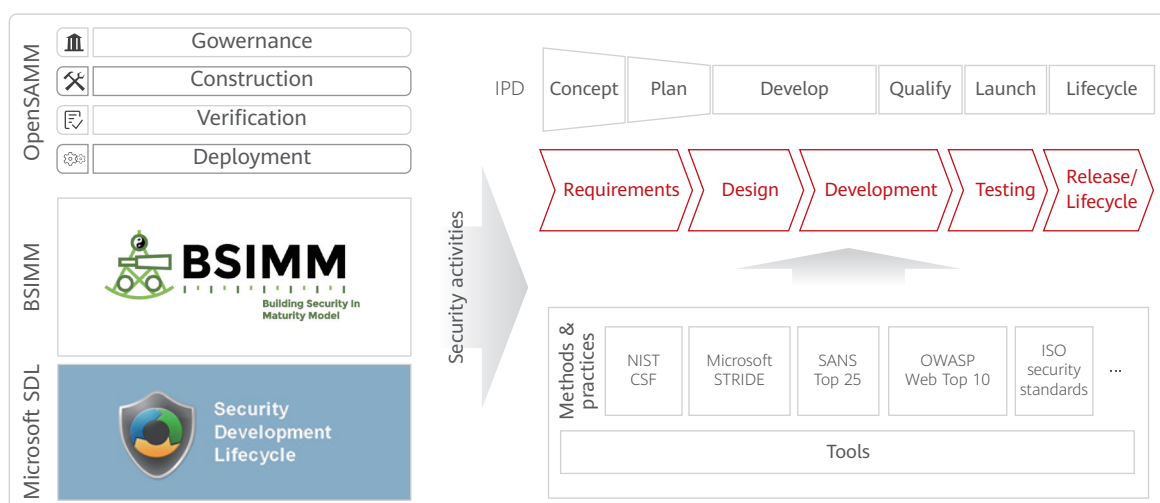 OpenSAMM
Gowernance
Construction
Verification
Deployment
BSIMM
BSIMM
Building Security In
Maturity Model
Microsoft SDL
Security
Development
Lifecycle
Security activities
IPD
Concept
Plan
Develop
Qualify
Launch
Lifecycle
Requirements
Design
Development
Testing
Release/
Lifecycle
Methods &
practices
NIST
CSF
Microsoft
STRIDE
SANS
Top 25
OWASP
Web Top 10
ISO
security
standards
...
Tools